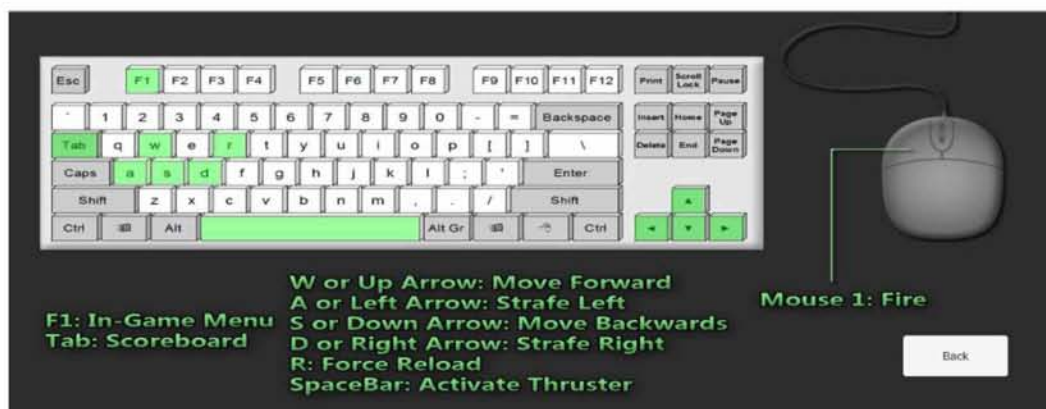 Esc F1 F2 F3 F4 F5 F6 F7 F8 F9 F10 F11 F12 Print Scroll Lock Pause
` 1 2 3 4 5 6 7 8 9 0 - = Backspace Insert Home Page Up
Tab q w e r t y u i o p [ ] \ Delete End Page Down
Caps a s d f g h j k l ; ' Enter
Shift z x c v b n m , . / Shift
Ctrl Alt Alt Gr Ctrl
W or Up Arrow: Move Forward
A or Left Arrow: Strafe Left
S or Down Arrow: Move Backwards
D or Right Arrow: Strafe Right
R: Force Reload
SpaceBar: Activate Thruster
F1: In-Game Menu
Tab: Scoreboard
Mouse 1: Fire
Back